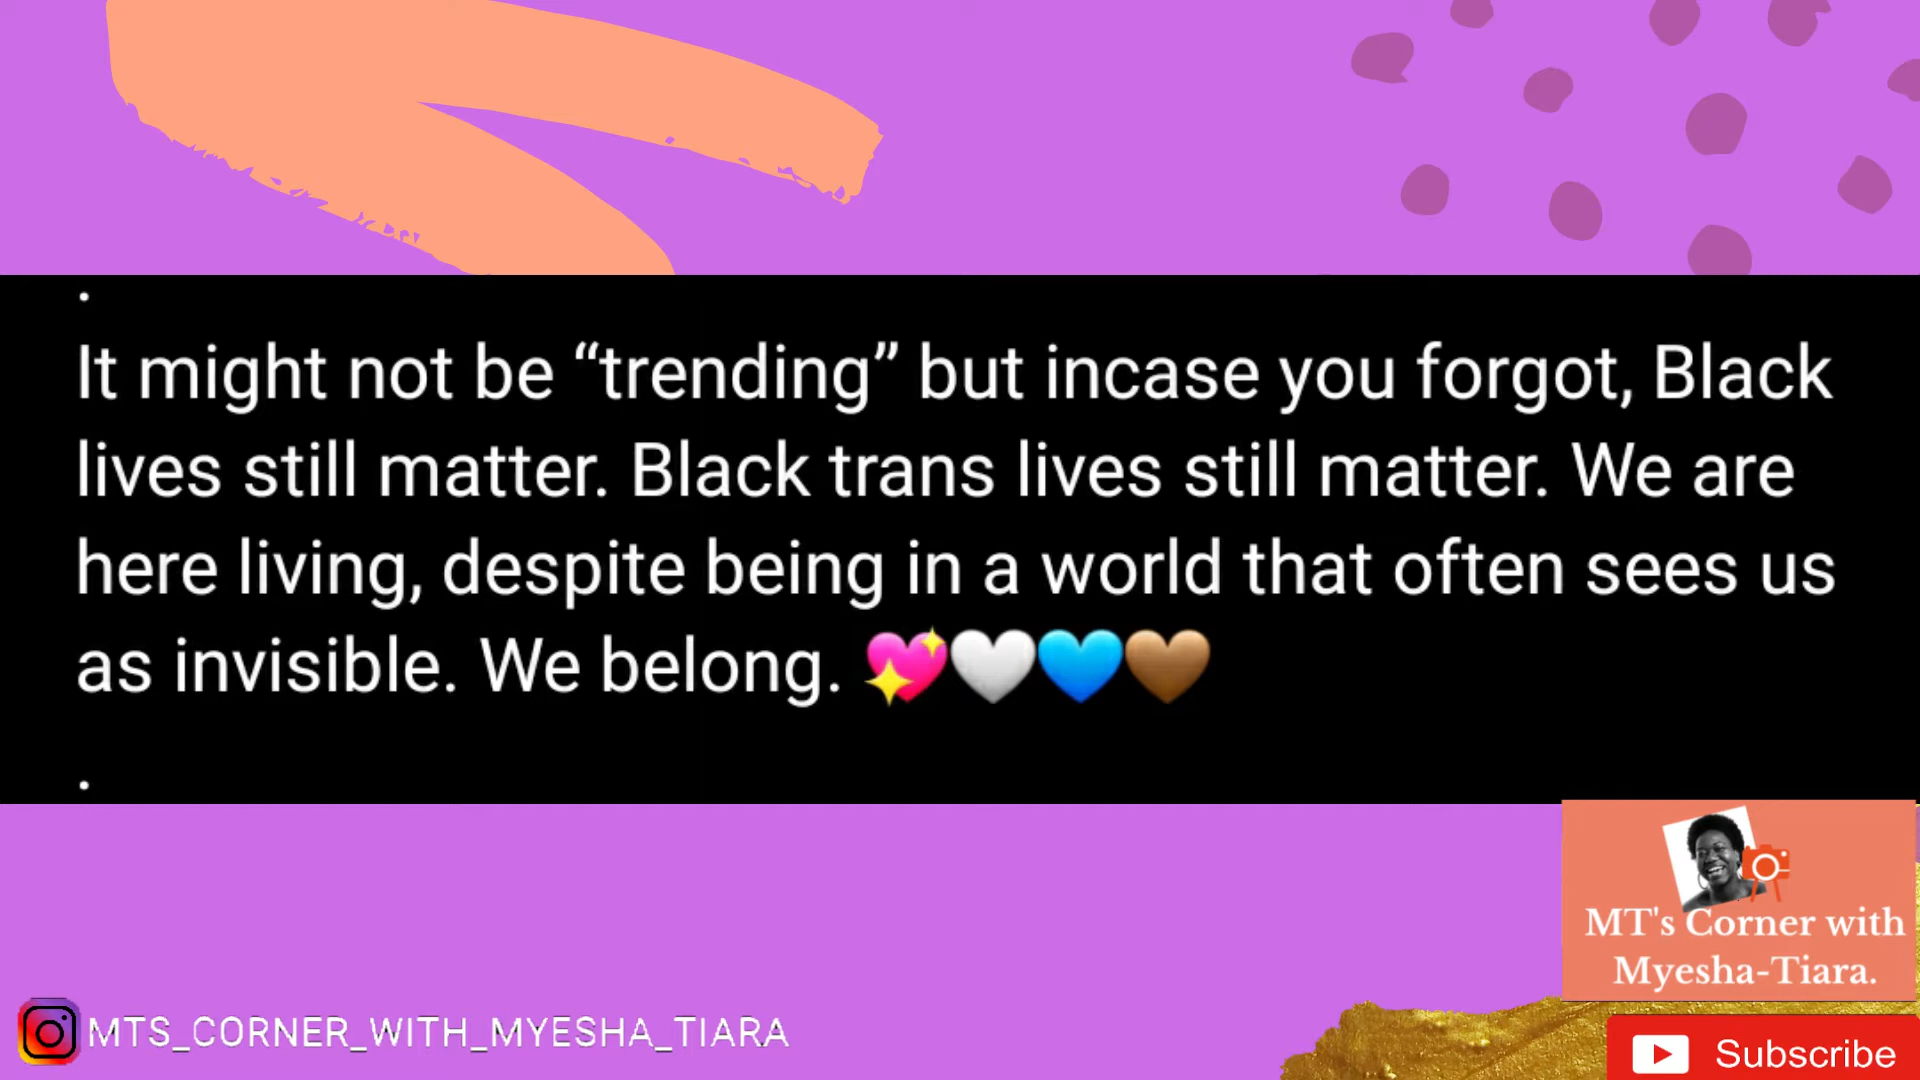 .
It might not be “trending” but incase you forgot, Black
lives still matter. Black trans lives still matter. We are
here living, despite being in a world that often sees us
as invisible. We belong. 💖🤍💙🤎
.
MT's Corner with
Myesha-Tiara.
MTS_CORNER_WITH_MYESHA_TIARA
Subscribe